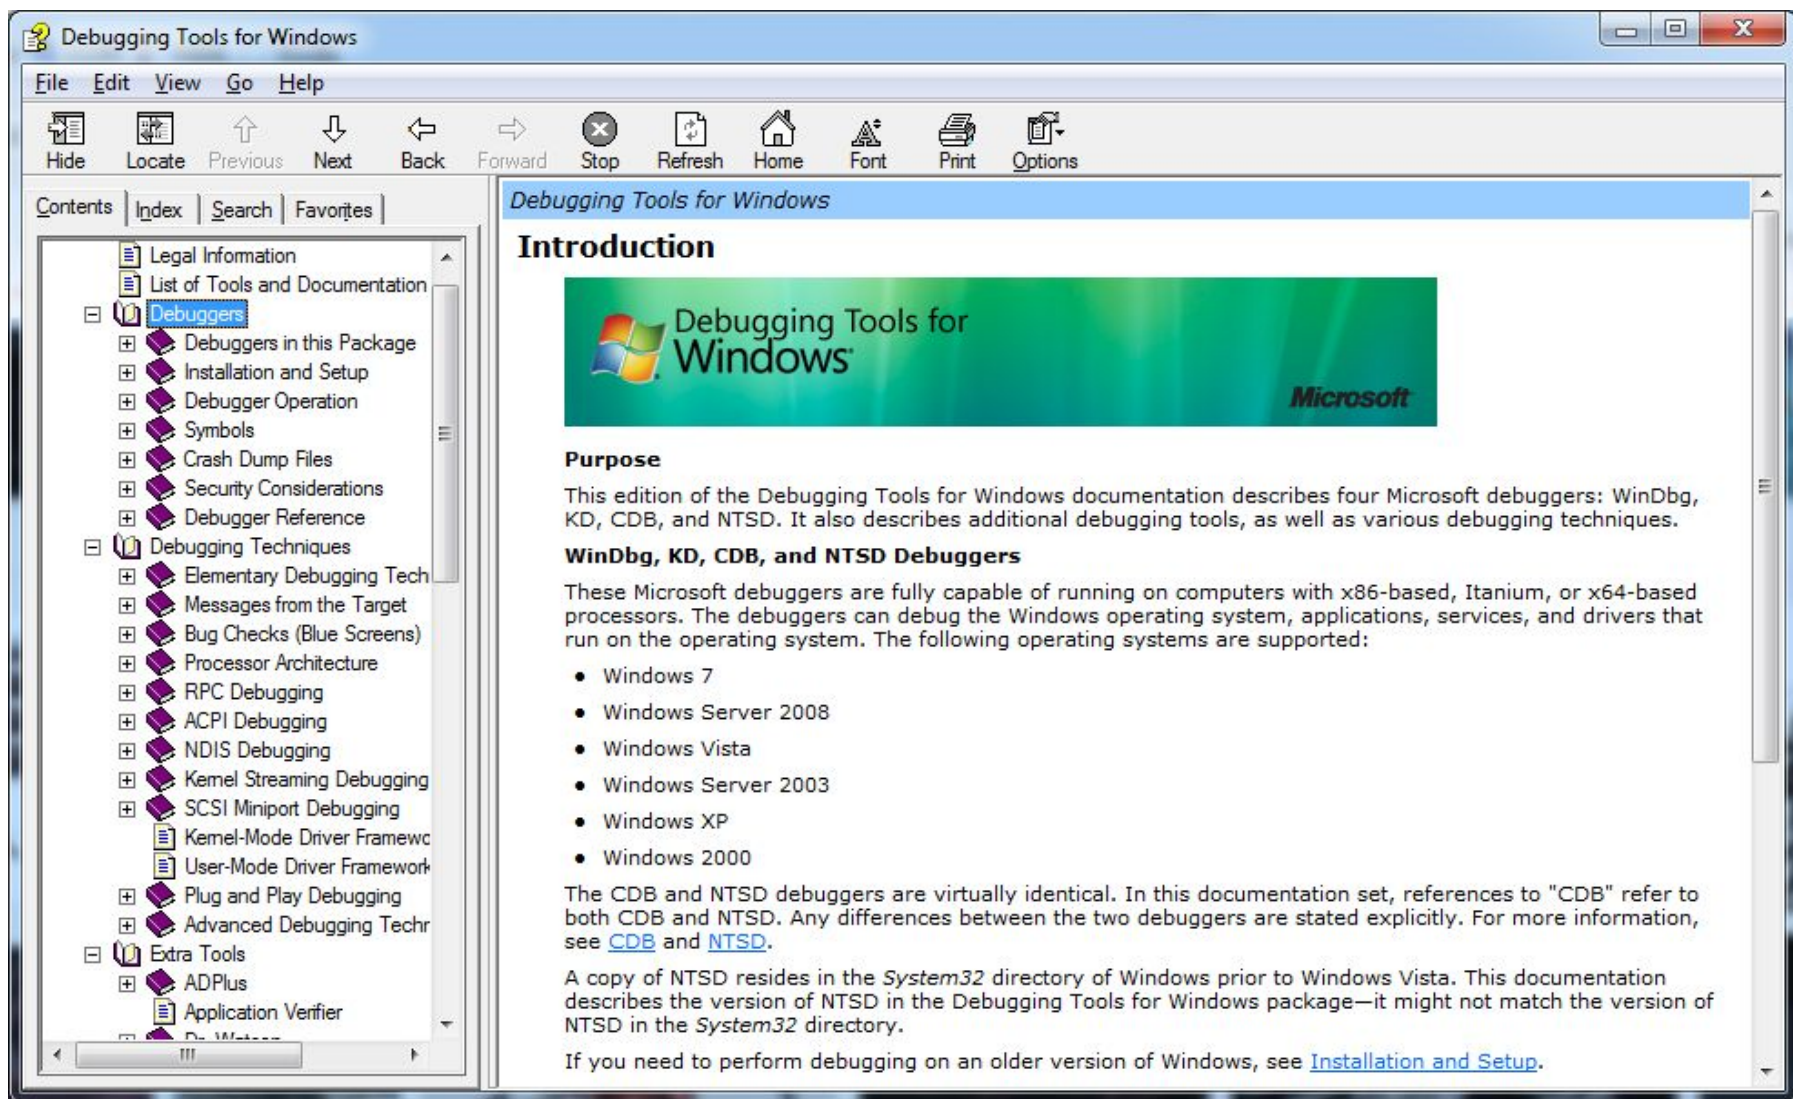 Debugging Tools for Windows
File Edit View Go Help
Hide Locate Previous Next Back Forward Stop Refresh Home Font Print Options
Contents Index Search Favorites
Legal Information
List of Tools and Documentation
Debuggers
Debuggers in this Package
Installation and Setup
Debugger Operation
Symbols
Crash Dump Files
Security Considerations
Debugger Reference
Debugging Techniques
Elementary Debugging Tech
Messages from the Target
Bug Checks (Blue Screens)
Processor Architecture
RPC Debugging
ACPI Debugging
NDIS Debugging
Kernel Streaming Debugging
SCSI Miniport Debugging
Kernel-Mode Driver Framewo
User-Mode Driver Framework
Plug and Play Debugging
Advanced Debugging Techr
Extra Tools
ADPlus
Application Verifier
Debugging Tools for Windows
Introduction
Debugging Tools for
Windows
Microsoft
Purpose
This edition of the Debugging Tools for Windows documentation describes four Microsoft debuggers: WinDbg,
KD, CDB, and NTSD. It also describes additional debugging tools, as well as various debugging techniques.
WinDbg, KD, CDB, and NTSD Debuggers
These Microsoft debuggers are fully capable of running on computers with x86-based, Itanium, or x64-based
processors. The debuggers can debug the Windows operating system, applications, services, and drivers that
run on the operating system. The following operating systems are supported:
• Windows 7
• Windows Server 2008
• Windows Vista
• Windows Server 2003
• Windows XP
• Windows 2000
The CDB and NTSD debuggers are virtually identical. In this documentation set, references to "CDB" refer to
both CDB and NTSD. Any differences between the two debuggers are stated explicitly. For more information,
see CDB and NTSD.
A copy of NTSD resides in the System32 directory of Windows prior to Windows Vista. This documentation
describes the version of NTSD in the Debugging Tools for Windows package—it might not match the version of
NTSD in the System32 directory.
If you need to perform debugging on an older version of Windows, see Installation and Setup.